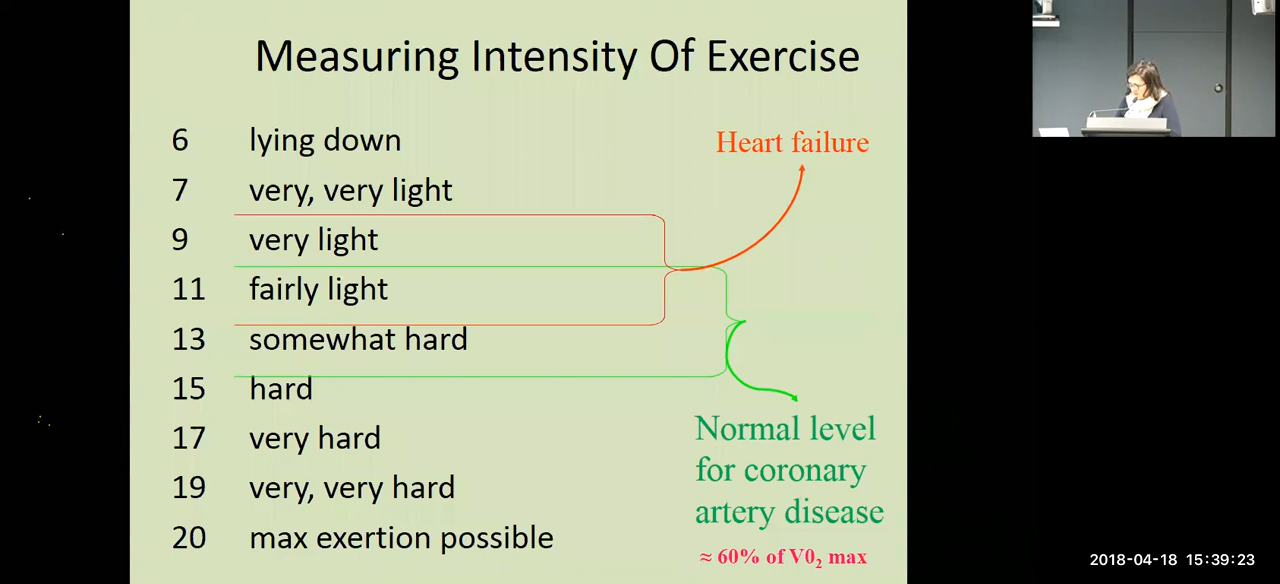 Measuring Intensity Of Exercise
6 lying down
7 very, very light
9 very light
11 fairly light
13 somewhat hard
15 hard
17 very hard
19 very, very hard
20 max exertion possible
Heart failure
Normal level
for coronary
artery disease
≈ 60% of V0₂ max
2018-04-18 15:39:23